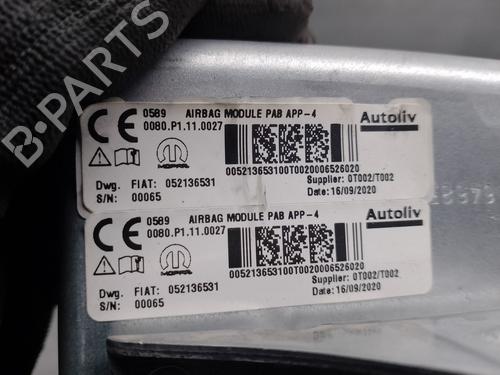 B-PARTS
CE 0589 AIRBAG MODULE PAB APP-4
0080.P1.11.0027
Autoliv
MOPAR
00521365310OT0020006526020
Dwg. FIAT: 052136531
Supplier: 0T002/T002
S/N: 00065
Date: 16/09/2020
CE 0589 AIRBAG MODULE PAB APP-4
0080.P1.11.0027
Autoliv
MOPAR
00521365310OT0020006526020
Dwg. FIAT: 052136531
Supplier: 0T002/T002
S/N: 00065
Date: 16/09/2020